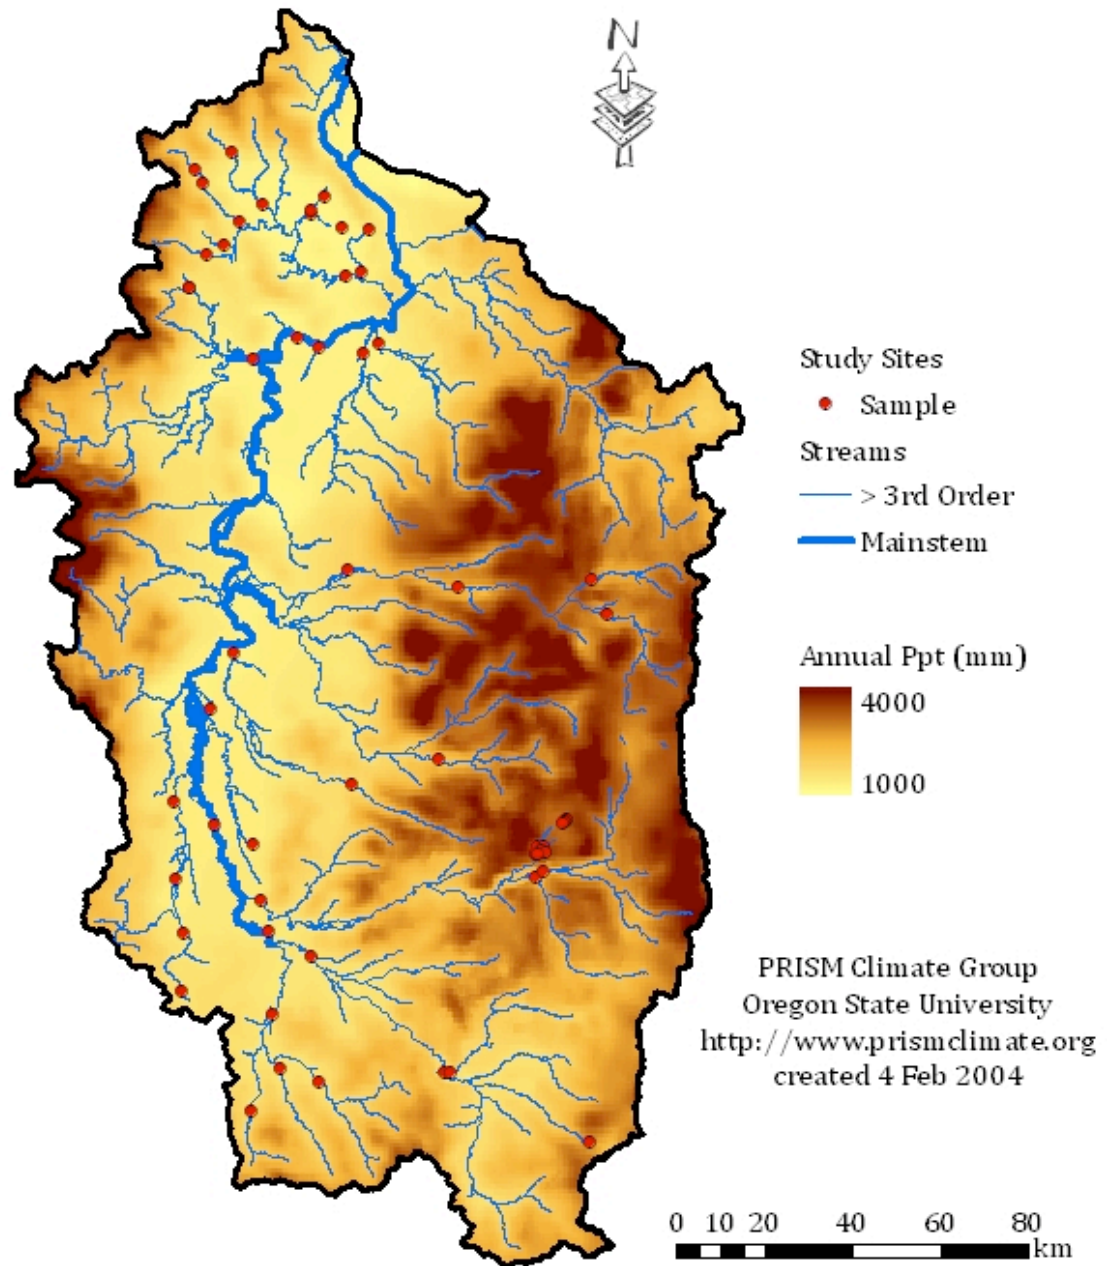 N
Study Sites
Sample
Streams
> 3rd Order
Mainstem
Annual Ppt (mm)
4000
1000
PRISM Climate Group
Oregon State University
http://www.prismclimate.org
created 4 Feb 2004
0 10 20 40 60 80
km